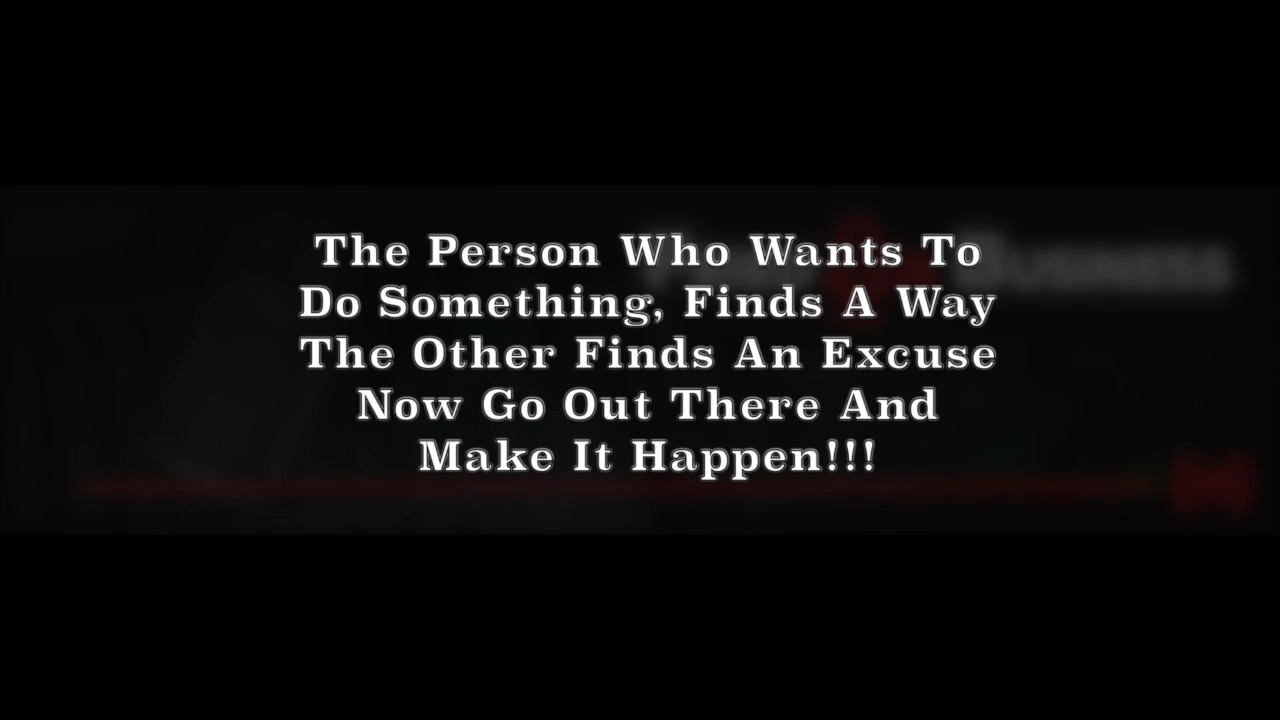 The Person Who Wants To
Do Something, Finds A Way
The Other Finds An Excuse
Now Go Out There And
Make It Happen!!!
BUSINESS